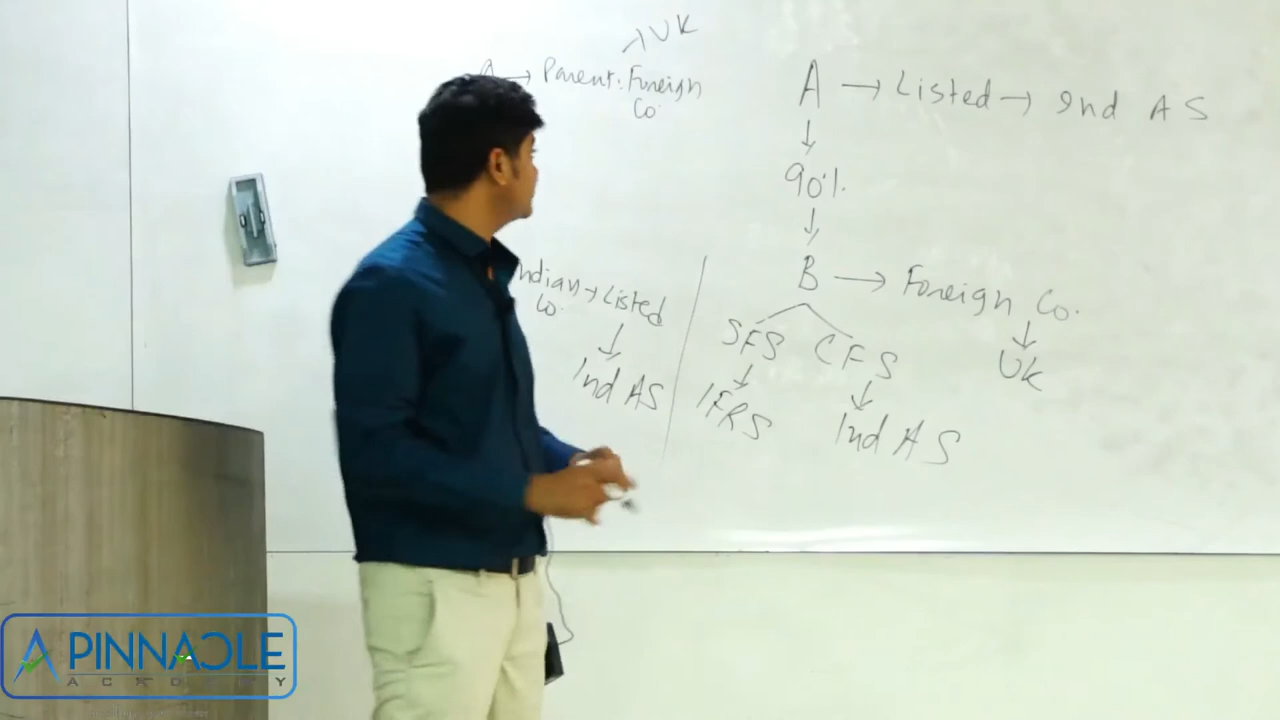 UK
A → Parent: Foreign
Co.
ndian → Listed
Co.
↓
Ind AS
A → Listed → Ind AS
↓
90%
↓
B → Foreign Co.
↓
UK
SFS CFS
↓ ↓
IFRS Ind AS
A PINNACLE
ACADEMY